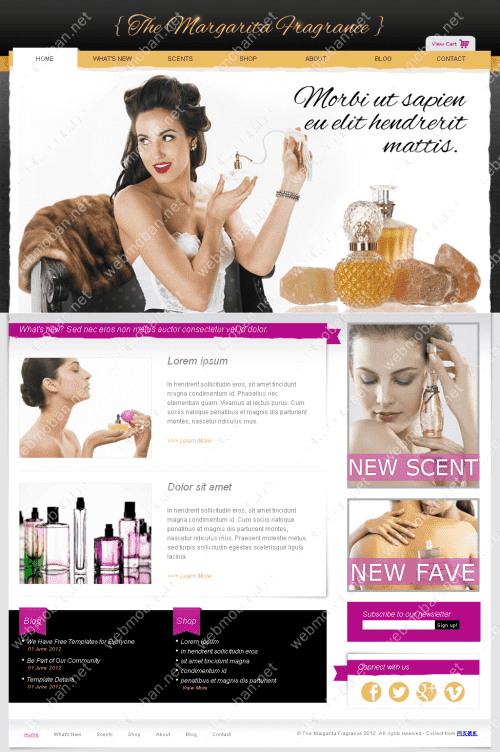 { The Margarita Fragrance }
View Cart
HOME WHAT'S NEW SCENTS SHOP ABOUT BLOG CONTACT
Morbi ut sapien
eu elit hendrerit
mattis.
What's new? Sed nec eros non metus auctor consectetur vel id dolor.
Lorem ipsum
In hendrerit sollicitudin eros, sit amet tincidunt
magna condimentum id. Phasellus nec
elementum quam. Vivamus at lectus purus. Cum
sociis natoque penatibus et magnis dis parturient
montes, nascetur ridiculus mus.
>>> Learn More
Dolor sit amet
In hendrerit sollicitudin eros, sit amet tincidunt
magna condimentum id. Cum sociis natoque
penatibus et magnis dis parturient montes,
nascetur ridiculus mus. Praesent molestie metus
sed turpis sollicitudin egestas scelerisque ligula
lacinia.
>>> Learn More
NEW SCENT
NEW FAVE
Subscribe to our newsletter
Sign up!
Connect with us
Blog
We Have Free Templates for Everyone
01 June 2012
Be Part of Our Community
01 June 2012
Template Details
01 June 2012
Shop
Lorem ipsum
in hendrerit sollicitudin eros
sit amet tincidunt magna
condimentum id
penatibus et magnis dis parturient
View More
Home What's New Scents Shop About Blog Contact
© The Margarita Fragrance 2012. All rights reserved - Collect from 网页模板
webmoban.net